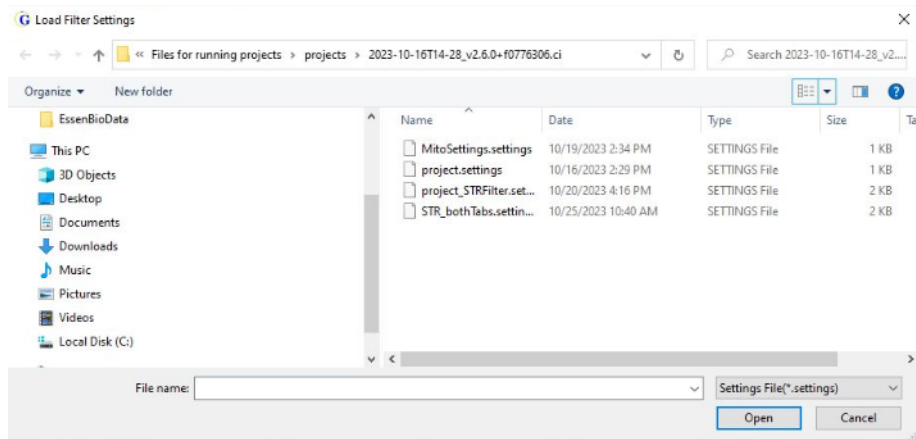 G Load Filter Settings
« Files for running projects › projects › 2023-10-16T14-28_v2.6.0+f0776306.ci
Search 2023-10-16T14-28_v2....
Organize New folder
EssenBioData
This PC
3D Objects
Desktop
Documents
Downloads
Music
Pictures
Videos
Local Disk (C:)
Name Date Type Size Ta
MitoSettings.settings 10/19/2023 2:34 PM SETTINGS File 1 KB
project.settings 10/16/2023 2:29 PM SETTINGS File 1 KB
project_STRFilter.set... 10/20/2023 4:16 PM SETTINGS File 2 KB
STR_bothTabs.settin... 10/25/2023 10:40 AM SETTINGS File 2 KB
File name:
Settings File(*.settings)
Open Cancel